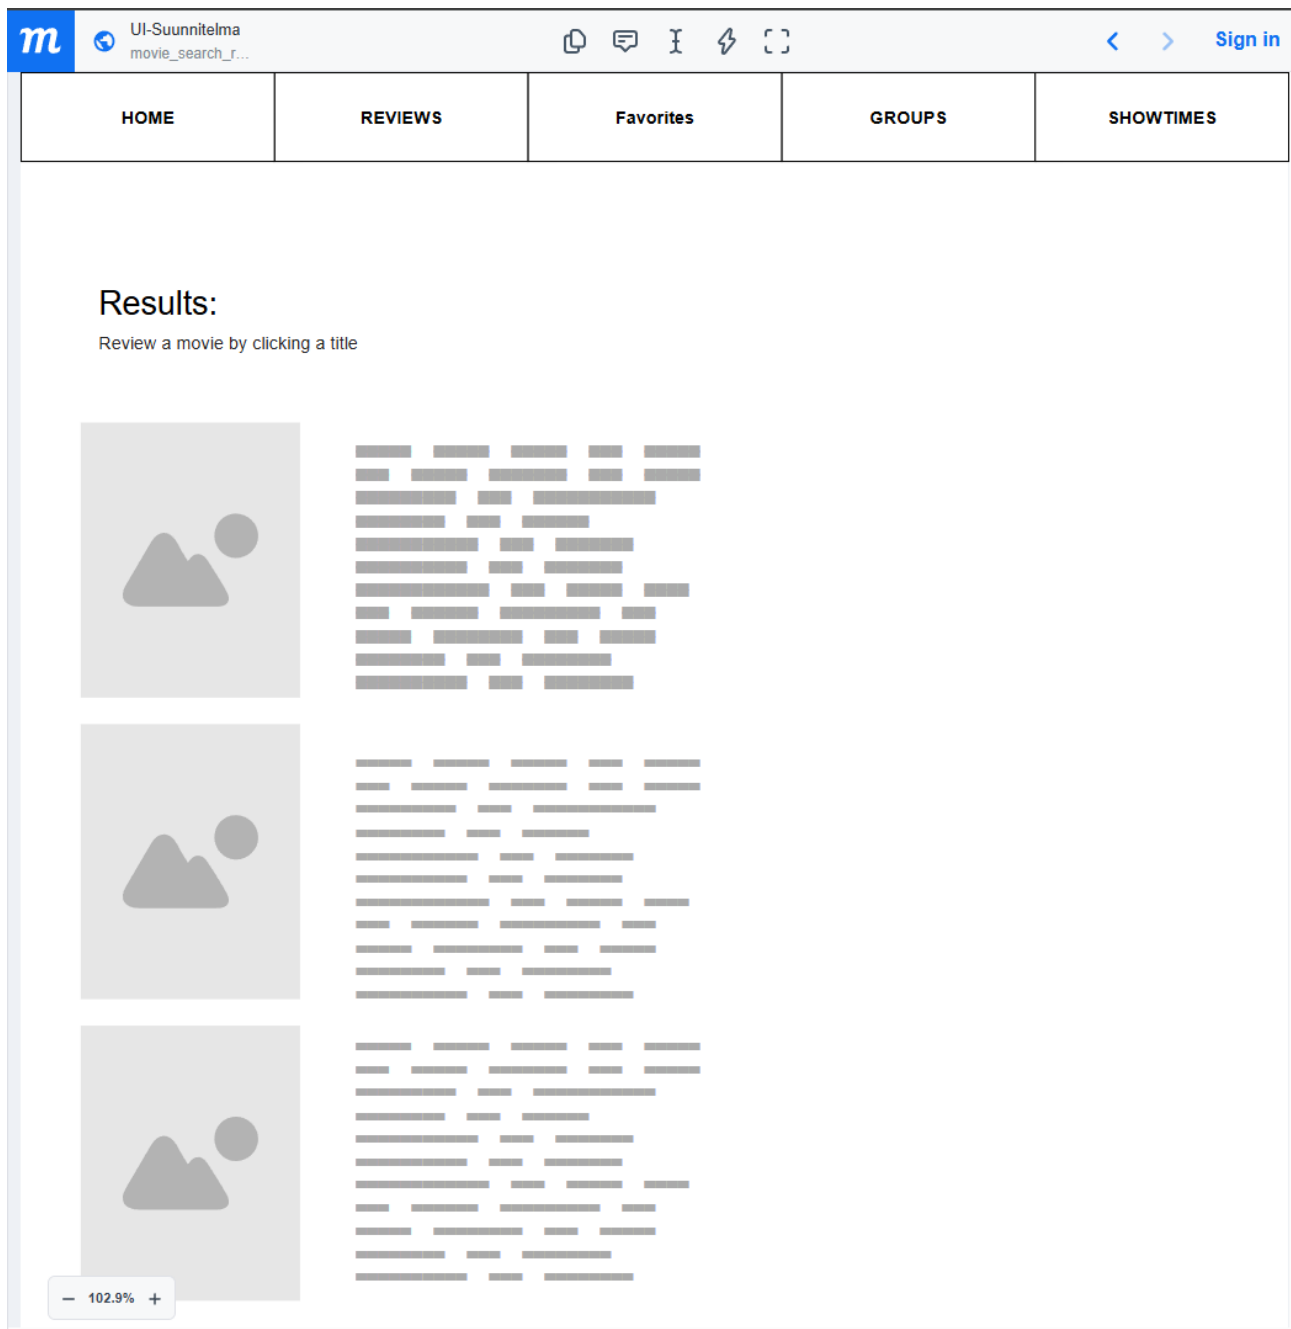 m
UI-Suunnitelma
movie_search_r...
Sign in
HOME
REVIEWS
Favorites
GROUPS
SHOWTIMES
Results:
Review a movie by clicking a title
102.9%